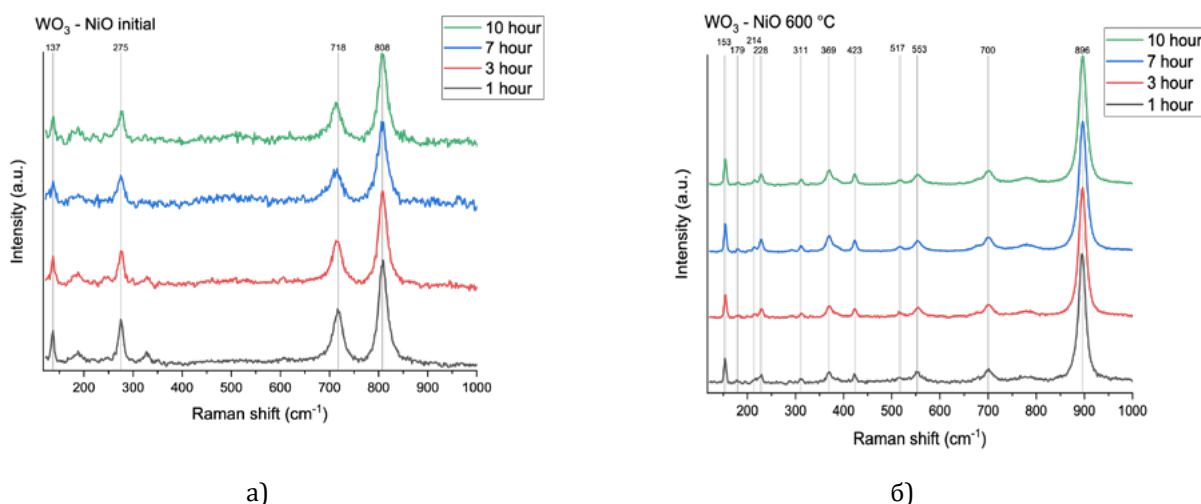 WO₃ - NiO initial
137 275 718 808
10 hour
7 hour
3 hour
1 hour
Intensity (a.u.)
200 300 400 500 600 700 800 900 1000
Raman shift (cm⁻¹)
а)
WO₃ - NiO 600 °C
153 179 214 228 311 369 423 517 553 700 896
10 hour
7 hour
3 hour
1 hour
Intensity (a.u.)
200 300 400 500 600 700 800 900 1000
Raman shift (cm⁻¹)
б)